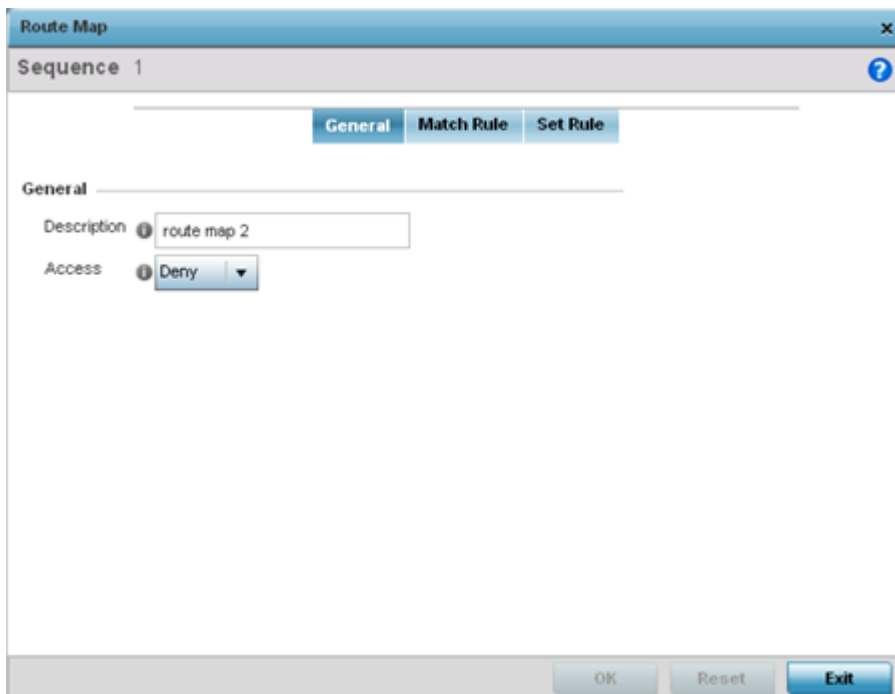 Route Map
Sequence 1
General Match Rule Set Rule
General
Description route map 2
Access Deny
OK Reset Exit